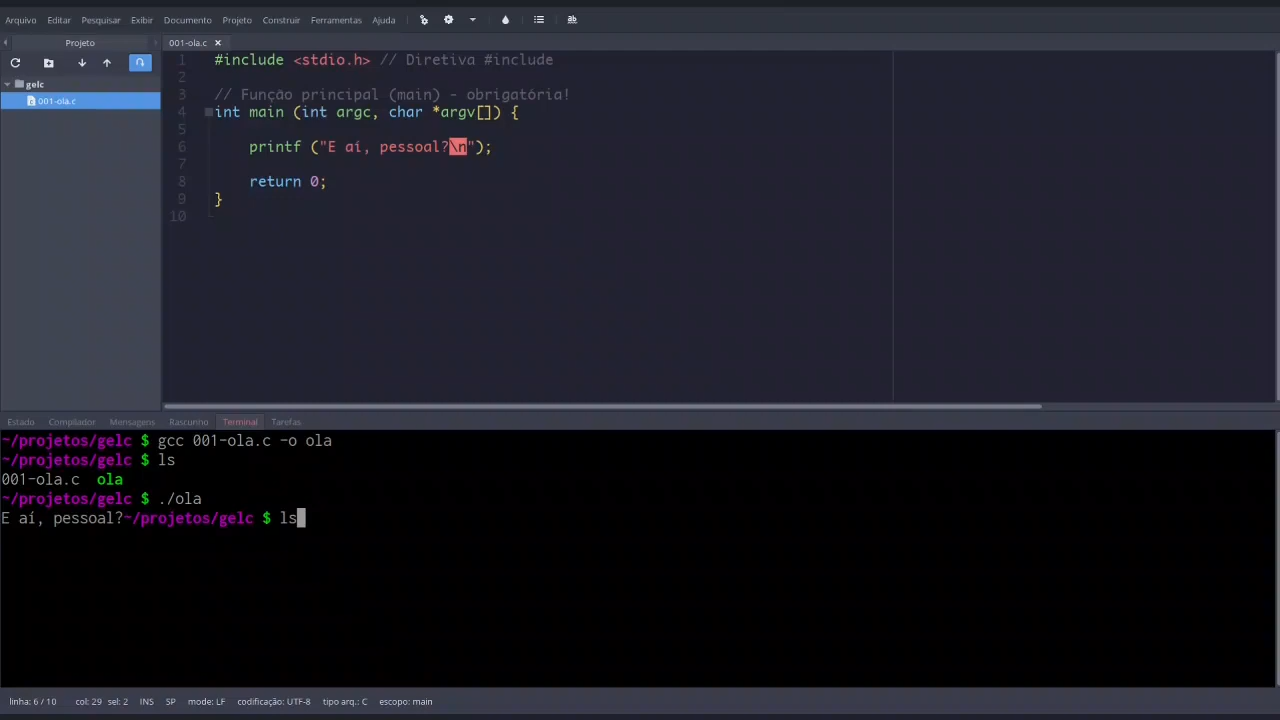 Arquivo Editar Pesquisar Exibir Documento Projeto Construir Ferramentas Ajuda
Projeto
001-ola.c
gelc
001-ola.c
1 #include <stdio.h> // Diretiva #include
2
3 // Função principal (main) - obrigatória!
4 int main (int argc, char *argv[]) {
5
6 printf ("E aí, pessoal?\n");
7
8 return 0;
9 }
10
Estado Compilador Mensagens Rascunho Terminal Tarefas
~/projetos/gelc $ gcc 001-ola.c -o ola
~/projetos/gelc $ ls
001-ola.c ola
~/projetos/gelc $ ./ola
E aí, pessoal?~/projetos/gelc $ ls
linha: 6 / 10 col: 29 sel: 2 INS SP mode: LF codificação: UTF-8 tipo arq.: C escopo: main